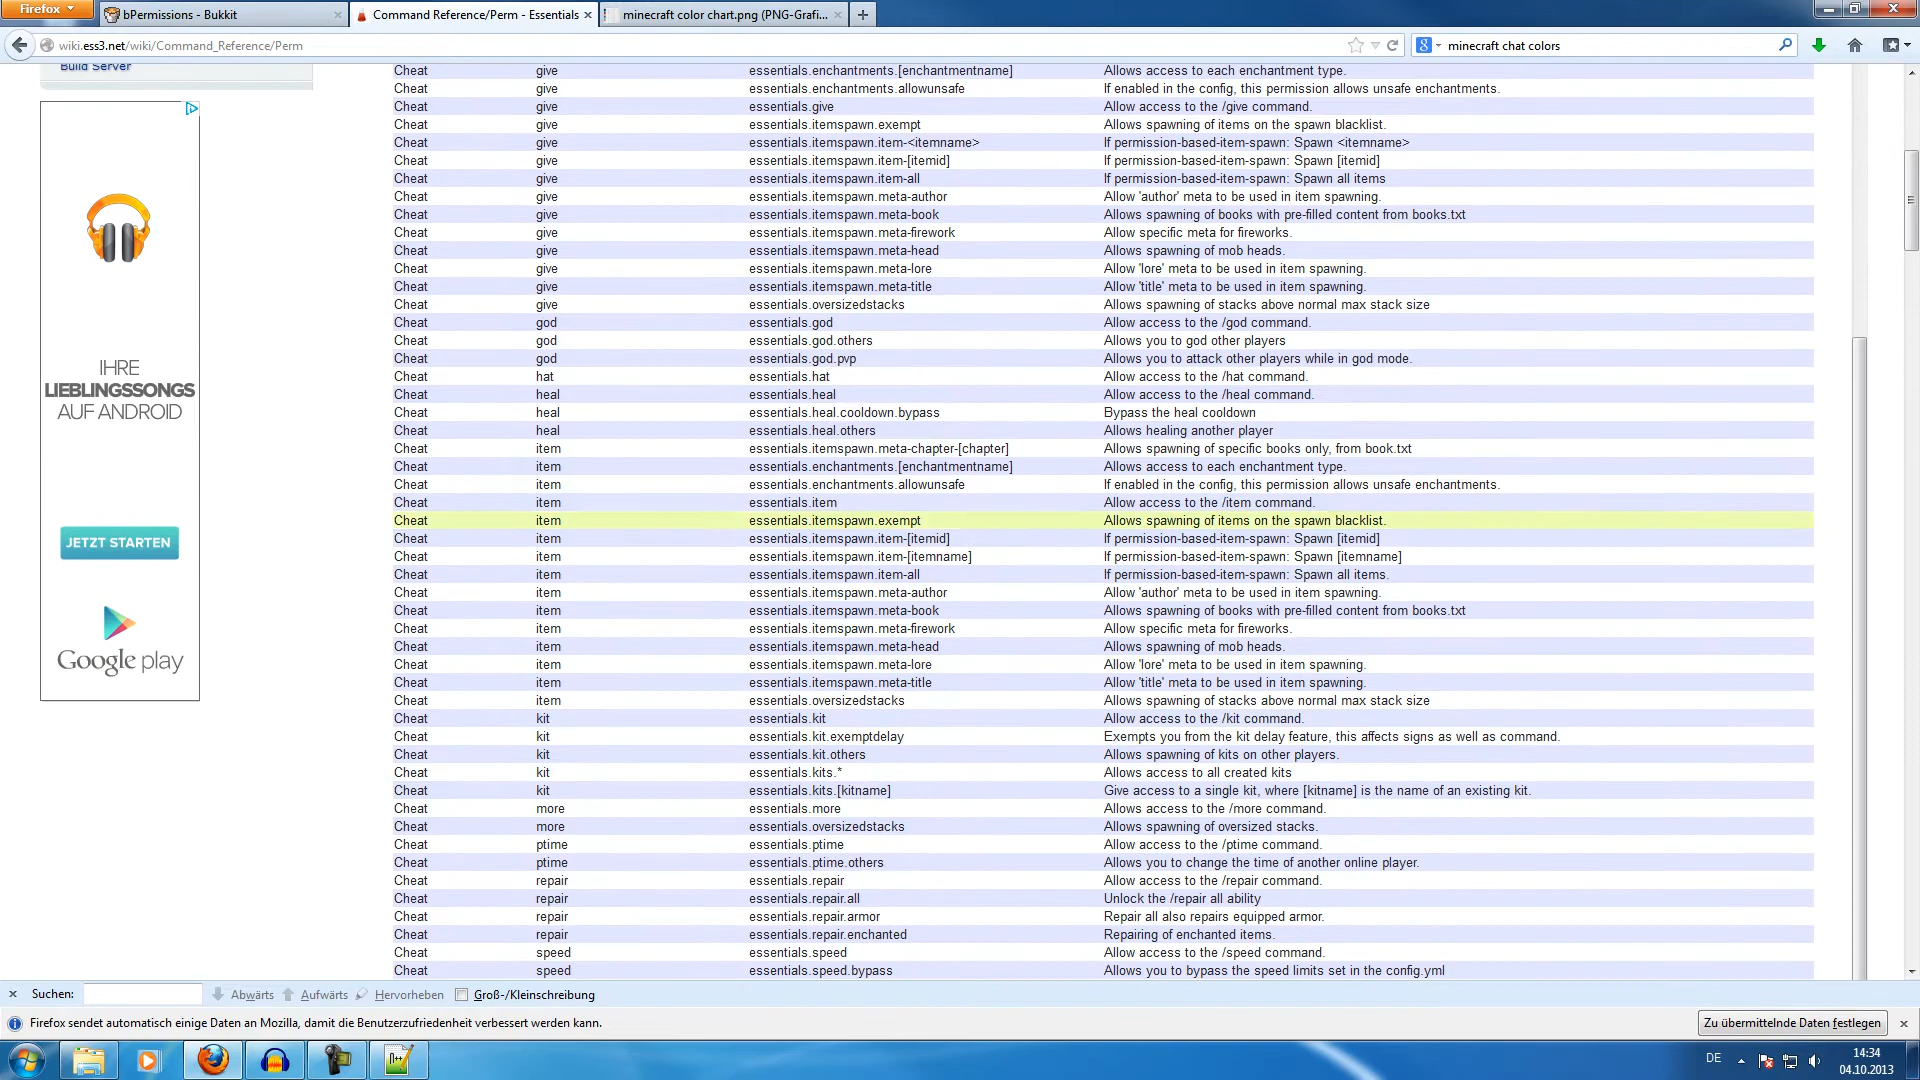 Firefox
bPermissions - Bukkit
Command Reference/Perm - Essentials
minecraft color chart.png (PNG-Grafi...
wiki.ess3.net/wiki/Command_Reference/Perm
minecraft chat colors
Build Server
Cheat give essentials.enchantments.[enchantmentname] Allows access to each enchantment type.
Cheat give essentials.enchantments.allowunsafe If enabled in the config, this permission allows unsafe enchantments.
Cheat give essentials.give Allow access to the /give command.
Cheat give essentials.itemspawn.exempt Allows spawning of items on the spawn blacklist.
Cheat give essentials.itemspawn.item-<itemname> If permission-based-item-spawn: Spawn <itemname>
Cheat give essentials.itemspawn.item-[itemid] If permission-based-item-spawn: Spawn [itemid]
Cheat give essentials.itemspawn.item-all If permission-based-item-spawn: Spawn all items
Cheat give essentials.itemspawn.meta-author Allow 'author' meta to be used in item spawning.
Cheat give essentials.itemspawn.meta-book Allows spawning of books with pre-filled content from books.txt
Cheat give essentials.itemspawn.meta-firework Allow specific meta for fireworks.
Cheat give essentials.itemspawn.meta-head Allows spawning of mob heads.
Cheat give essentials.itemspawn.meta-lore Allow 'lore' meta to be used in item spawning.
Cheat give essentials.itemspawn.meta-title Allow 'title' meta to be used in item spawning.
Cheat give essentials.oversizedstacks Allows spawning of stacks above normal max stack size
Cheat god essentials.god Allow access to the /god command.
Cheat god essentials.god.others Allows you to god other players
Cheat god essentials.god.pvp Allows you to attack other players while in god mode.
Cheat hat essentials.hat Allow access to the /hat command.
Cheat heal essentials.heal Allow access to the /heal command.
Cheat heal essentials.heal.cooldown.bypass Bypass the heal cooldown
Cheat heal essentials.heal.others Allows healing another player
Cheat item essentials.itemspawn.meta-chapter-[chapter] Allows spawning of specific books only, from book.txt
Cheat item essentials.enchantments.[enchantmentname] Allows access to each enchantment type.
Cheat item essentials.enchantments.allowunsafe If enabled in the config, this permission allows unsafe enchantments.
Cheat item essentials.item Allow access to the /item command.
Cheat item essentials.itemspawn.exempt Allows spawning of items on the spawn blacklist.
Cheat item essentials.itemspawn.item-[itemid] If permission-based-item-spawn: Spawn [itemid]
Cheat item essentials.itemspawn.item-[itemname] If permission-based-item-spawn: Spawn [itemname]
Cheat item essentials.itemspawn.item-all If permission-based-item-spawn: Spawn all items.
Cheat item essentials.itemspawn.meta-author Allow 'author' meta to be used in item spawning.
Cheat item essentials.itemspawn.meta-book Allows spawning of books with pre-filled content from books.txt
Cheat item essentials.itemspawn.meta-firework Allow specific meta for fireworks.
Cheat item essentials.itemspawn.meta-head Allows spawning of mob heads.
Cheat item essentials.itemspawn.meta-lore Allow 'lore' meta to be used in item spawning.
Cheat item essentials.itemspawn.meta-title Allow 'title' meta to be used in item spawning.
Cheat item essentials.oversizedstacks Allows spawning of stacks above normal max stack size
Cheat kit essentials.kit Allow access to the /kit command.
Cheat kit essentials.kit.exemptdelay Exempts you from the kit delay feature, this affects signs as well as command.
Cheat kit essentials.kit.others Allows spawning of kits on other players.
Cheat kit essentials.kits.* Allows access to all created kits
Cheat kit essentials.kits.[kitname] Give access to a single kit, where [kitname] is the name of an existing kit.
Cheat more essentials.more Allows access to the /more command.
Cheat more essentials.oversizedstacks Allows spawning of oversized stacks.
Cheat ptime essentials.ptime Allow access to the /ptime command.
Cheat ptime essentials.ptime.others Allows you to change the time of another online player.
Cheat repair essentials.repair Allow access to the /repair command.
Cheat repair essentials.repair.all Unlock the /repair all ability
Cheat repair essentials.repair.armor Repair all also repairs equipped armor.
Cheat repair essentials.repair.enchanted Repairing of enchanted items.
Cheat speed essentials.speed Allow access to the /speed command.
Cheat speed essentials.speed.bypass Allows you to bypass the speed limits set in the config.yml
IHRE
LIEBLINGSSONGS
AUF ANDROID
JETZT STARTEN
Google play
Suchen: Abwärts Aufwärts Hervorheben Groß-/Kleinschreibung
Firefox sendet automatisch einige Daten an Mozilla, damit die Benutzerzufriedenheit verbessert werden kann.
Zu übermittelnde Daten festlegen
DE
14:34
04.10.2013